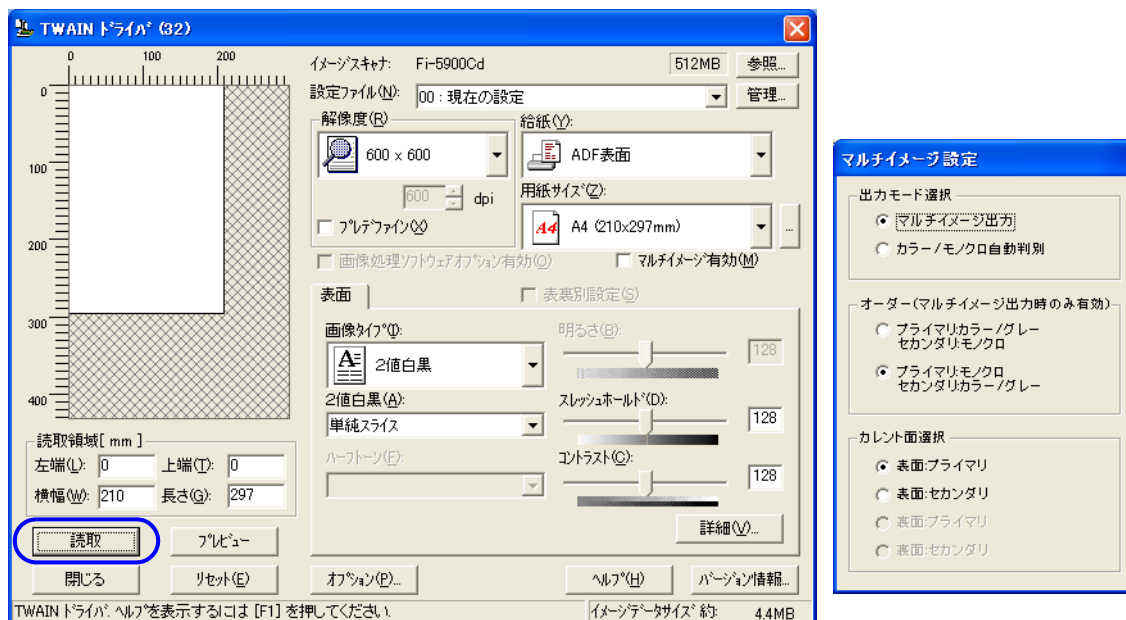 TWAIN ドライバ (32)
0 100 200
0
100
200
300
400
イメージスキャナ: Fi-5900Cd 512MB 参照...
設定ファイル(N): 00 : 現在の設定 管理...
解像度(R)
600 x 600
600 dpi
プレデファイン(X)
給紙(Y):
ADF表面
用紙サイズ(Z):
A4 A4 (210x297mm) ...
画像処理ソフトウェアオプション有効(O) マルチイメージ有効(M)
表面 表裏別設定(S)
画像タイプ(I):
A 2値白黒
2値白黒(A):
単純スライス
ハーフトーン(F):
明るさ(B):
128
スレッショホールド(D):
128
コントラスト(C):
128
詳細(V)...
読取領域[ mm ]
左端(L): 0 上端(T): 0
横幅(W): 210 長さ(G): 297
読取 プレビュー
閉じる リセット(E) オプション(P)... ヘルプ(H) バージョン情報...
TWAIN ドライバ. ヘルプを表示するには [F1] を押してください. イメージデータサイズ 約: 4.4MB
マルチイメージ設定
出力モード選択
マルチイメージ出力
カラー/モノクロ自動判別
オーダー(マルチイメージ出力時のみ有効)
プライマリ:カラー/グレー
セカンダリ:モノクロ
プライマリ:モノクロ
セカンダリ:カラー/グレー
カレント面選択
表面:プライマリ
表面:セカンダリ
裏面:プライマリ
裏面:セカンダリ